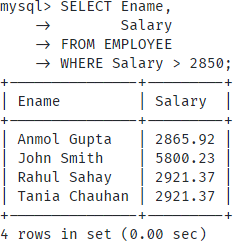 mysql> SELECT Ename,
    ->        Salary
    -> FROM EMPLOYEE
    -> WHERE Salary > 2850;
+---------------+---------+
| Ename         | Salary  |
+---------------+---------+
| Anmol Gupta   | 2865.92 |
| John Smith    | 5800.23 |
| Rahul Sahay   | 2921.37 |
| Tania Chauhan | 2921.37 |
+---------------+---------+
4 rows in set (0.00 sec)